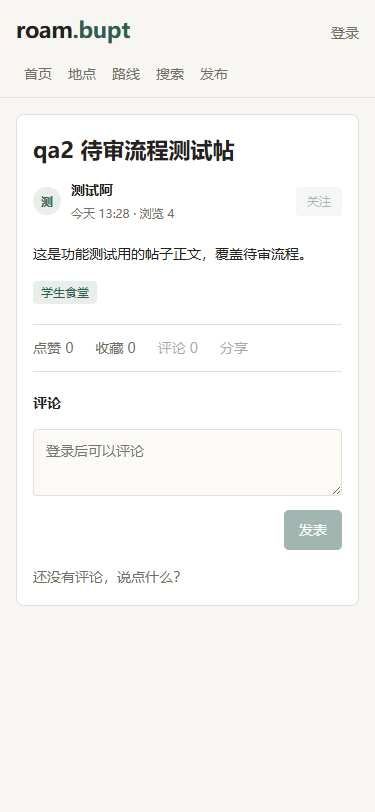 roam.bupt
登录
首页 地点 路线 搜索 发布
qa2 待审流程测试帖
测
测试阿
关注
今天 13:28 · 浏览 4
这是功能测试用的帖子正文，覆盖待审流程。
学生食堂
点赞 0 收藏 0 评论 0 分享
评论
登录后可以评论
发表
还没有评论，说点什么？